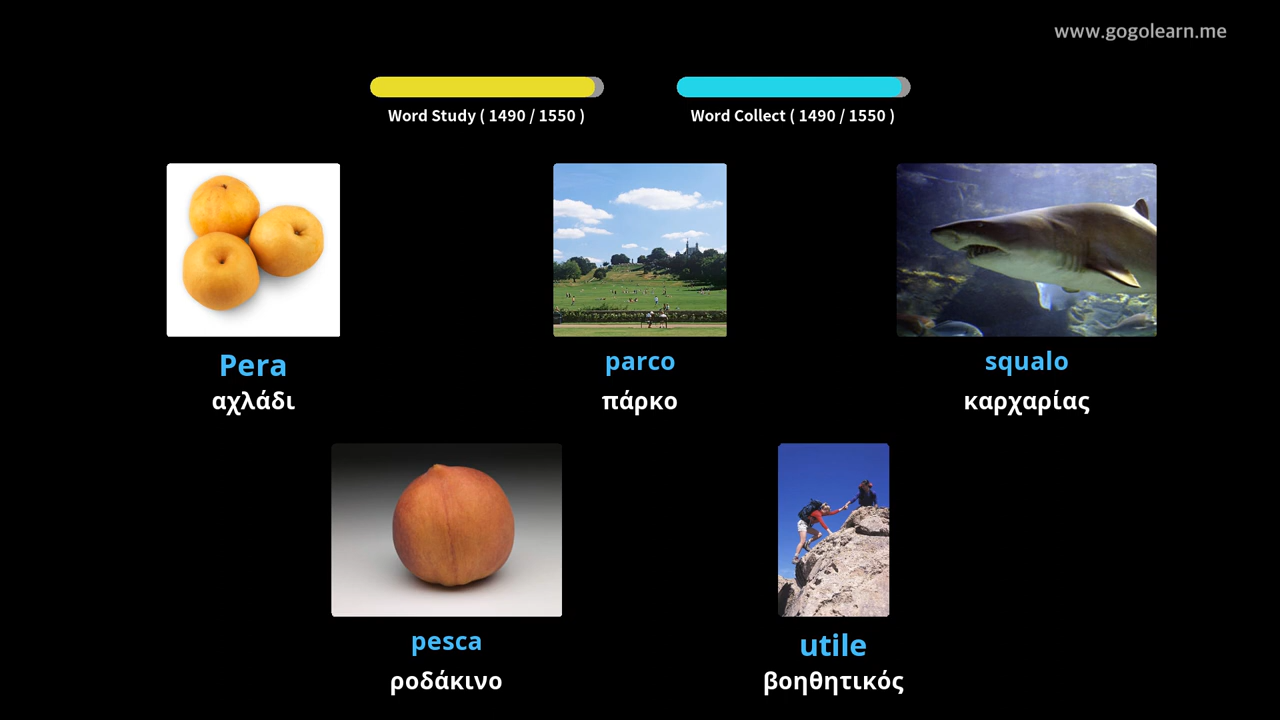 www.gogolearn.me
Word Study ( 1490 / 1550 )
Word Collect ( 1490 / 1550 )
Pera
αχλάδι
parco
πάρκο
squalo
καρχαρίας
pesca
ροδάκινο
utile
βοηθητικός